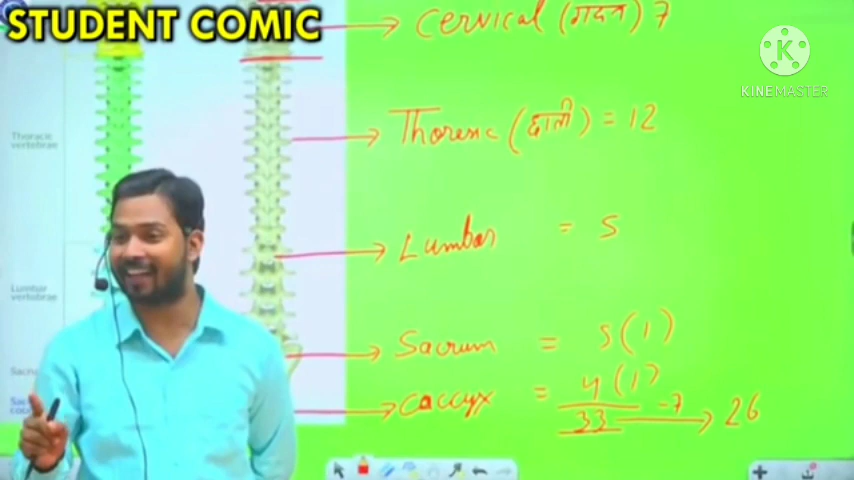 STUDENT COMIC
Cervical (गर्दन) 7
KINEMASTER
Thoracic vertebrae
Thoreac (छाती) = 12
Lumbar = 5
Lumbar vertebrae
Sacrum = 5 (1)
Coccyx = 4 (1)
33 -7 → 26